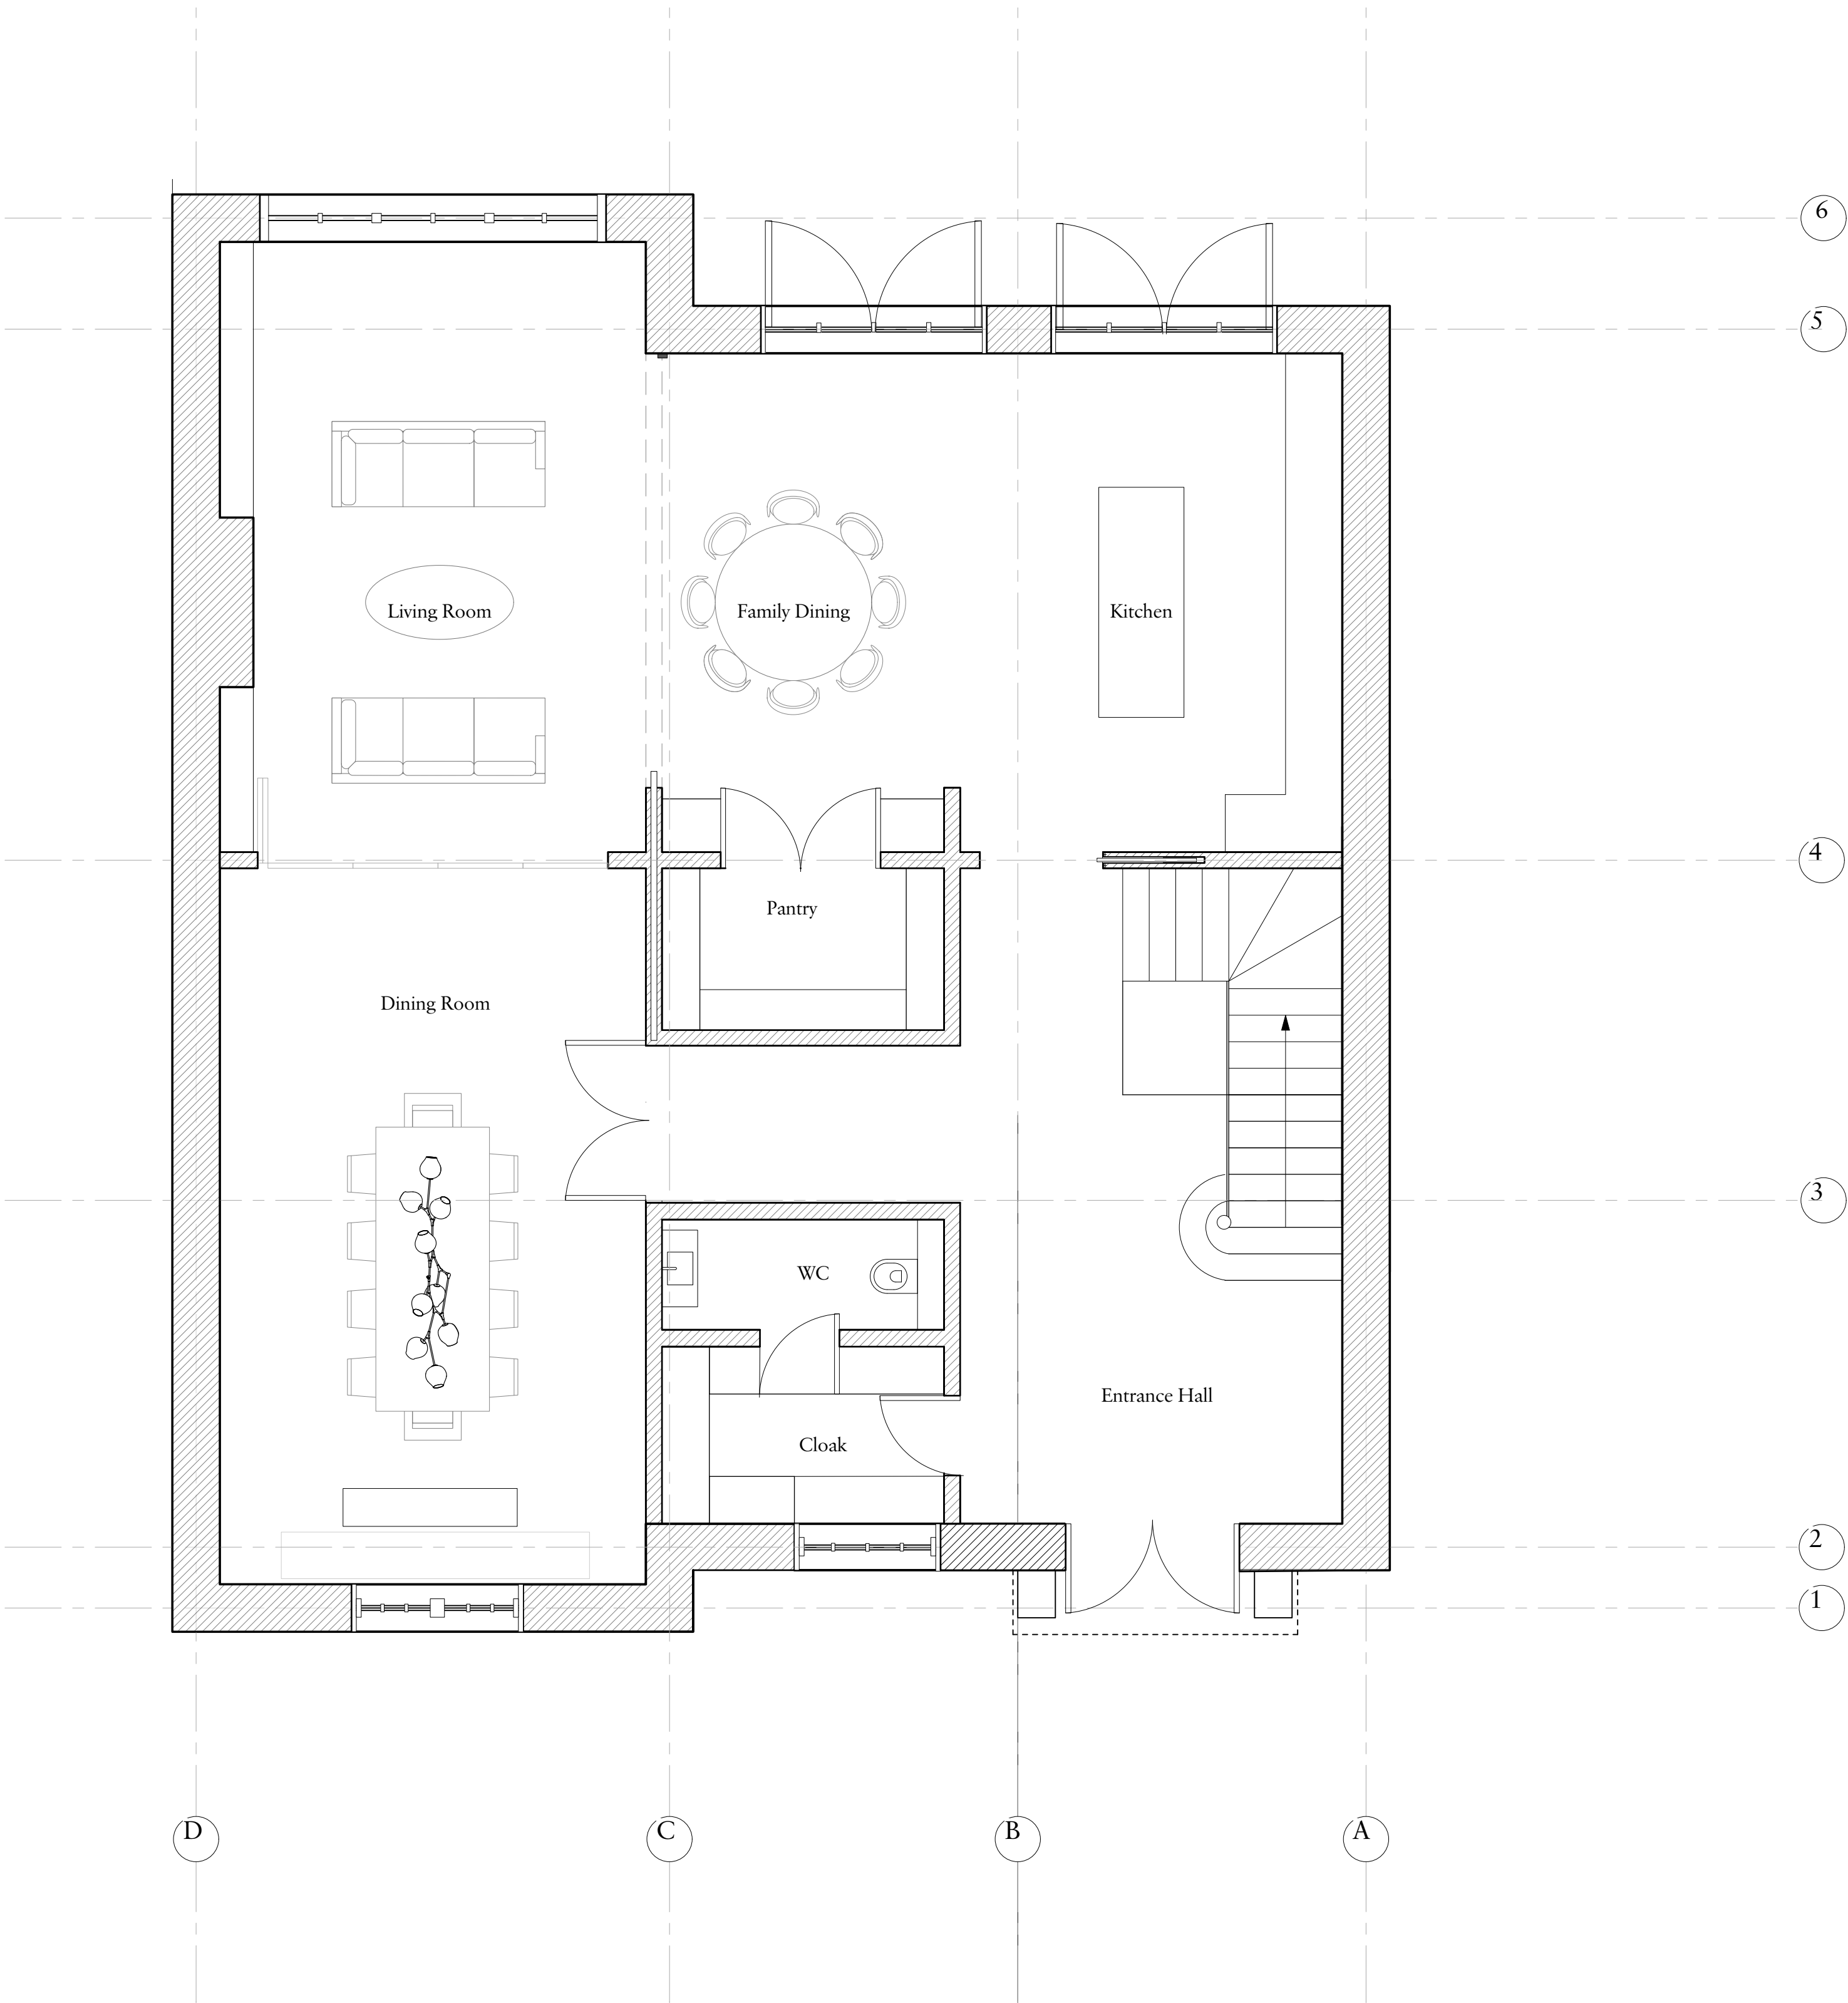 6
5
Living Room
Family Dining
Kitchen
4
Pantry
Dining Room
3
WC
Entrance Hall
Cloak
2
1
D
C
B
A